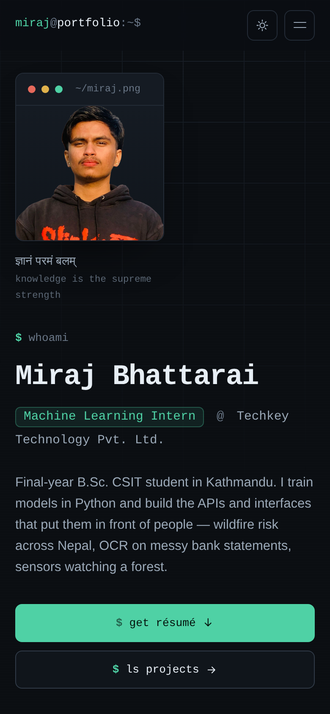 miraj@portfolio:~$
~/miraj.png
ज्ञानं परमं बलम्
knowledge is the supreme
strength
$ whoami
Miraj Bhattarai
Machine Learning Intern @ Techkey
Technology Pvt. Ltd.
Final-year B.Sc. CSIT student in Kathmandu. I train
models in Python and build the APIs and interfaces
that put them in front of people — wildfire risk
across Nepal, OCR on messy bank statements,
sensors watching a forest.
$ get résumé ↓
$ ls projects →